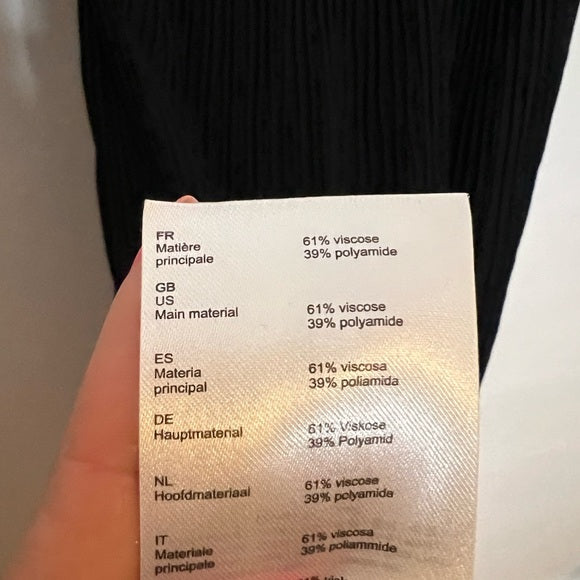 FR
Matière 61% viscose
principale 39% polyamide
GB
US
Main material 61% viscose
39% polyamide
ES
Materia 61% viscosa
principal 39% poliamida
DE
Hauptmaterial 61% Viskose
39% Polyamid
NL
Hoofdmateriaal 61% viscose
39% polyamide
IT
Materiale 61% viscosa
principale 39% poliammide